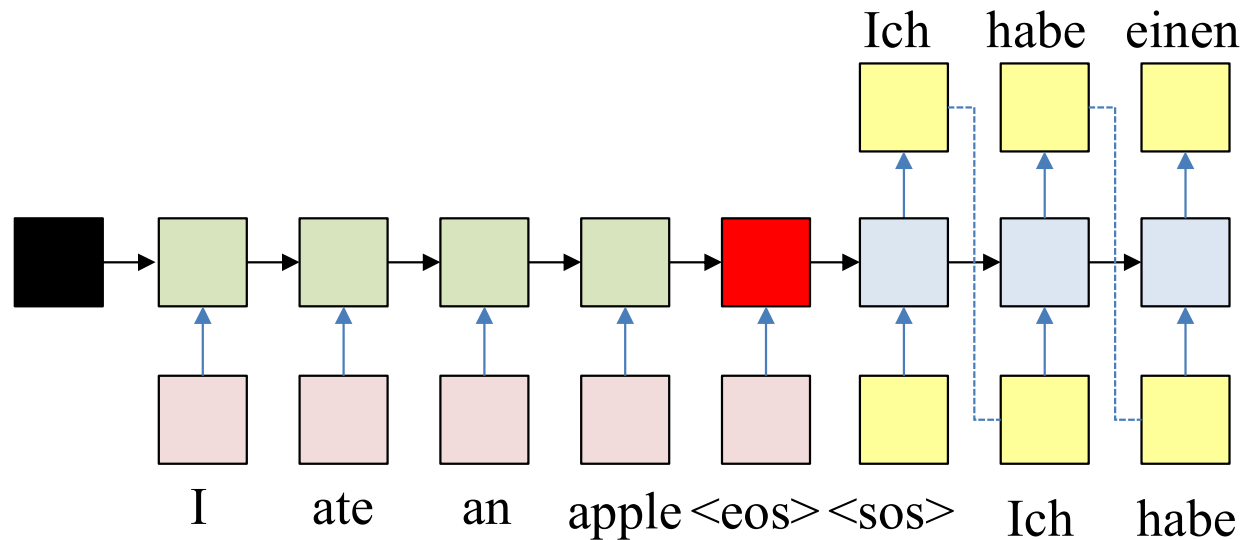 Ich habe einen
I ate an apple <eos> <sos> Ich habe